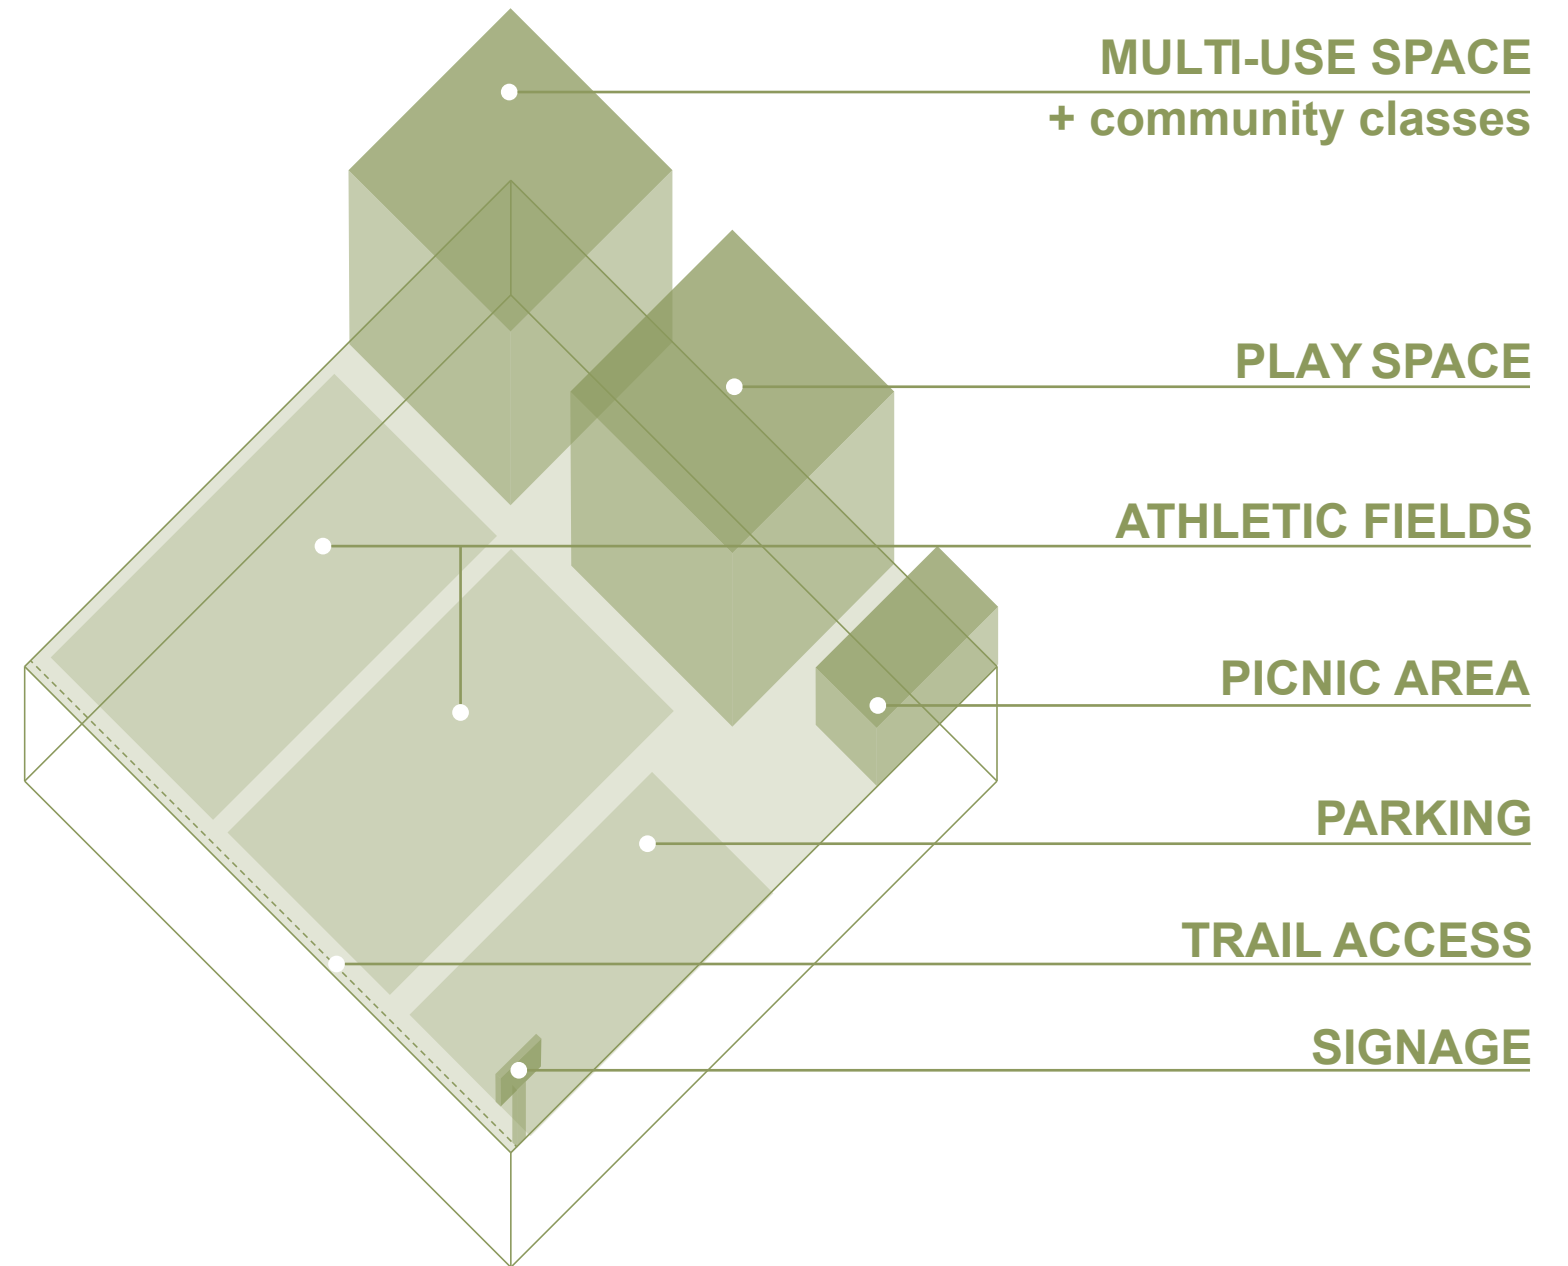 MULTI-USE SPACE
+ community classes
PLAY SPACE
ATHLETIC FIELDS
PICNIC AREA
PARKING
TRAIL ACCESS
SIGNAGE